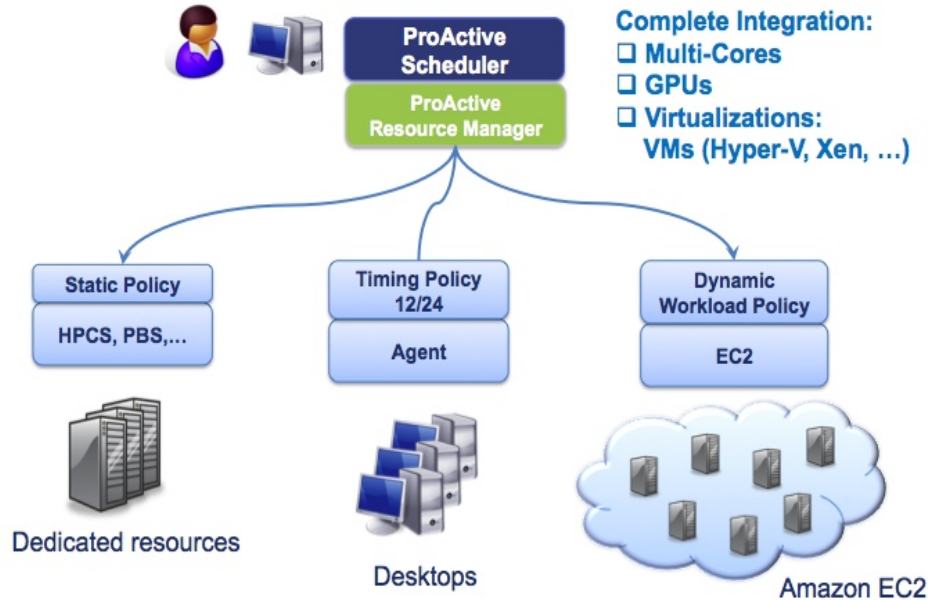 ProActive
Scheduler
ProActive
Resource Manager
Complete Integration:
❑ Multi-Cores
❑ GPUs
❑ Virtualizations:
VMs (Hyper-V, Xen, …)
Static Policy
HPCS, PBS,…
Timing Policy
12/24
Agent
Dynamic
Workload Policy
EC2
Dedicated resources
Desktops
Amazon EC2